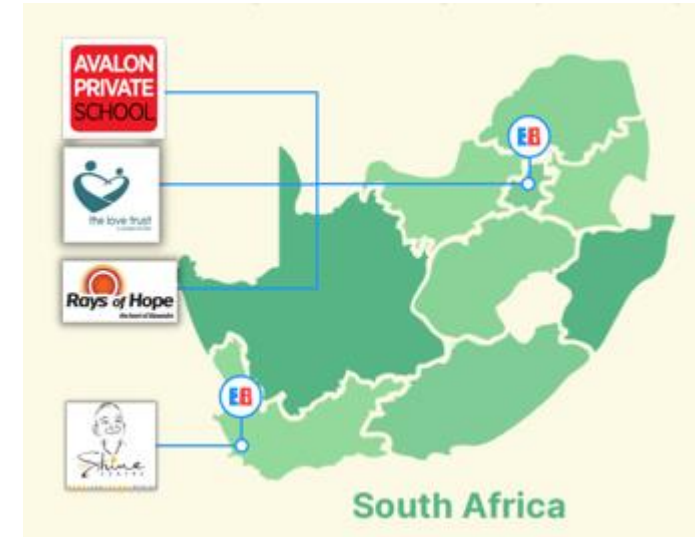 AVALON
PRIVATE
SCHOOL
the love trust
Rays of Hope
Shine
EB
EB
South Africa